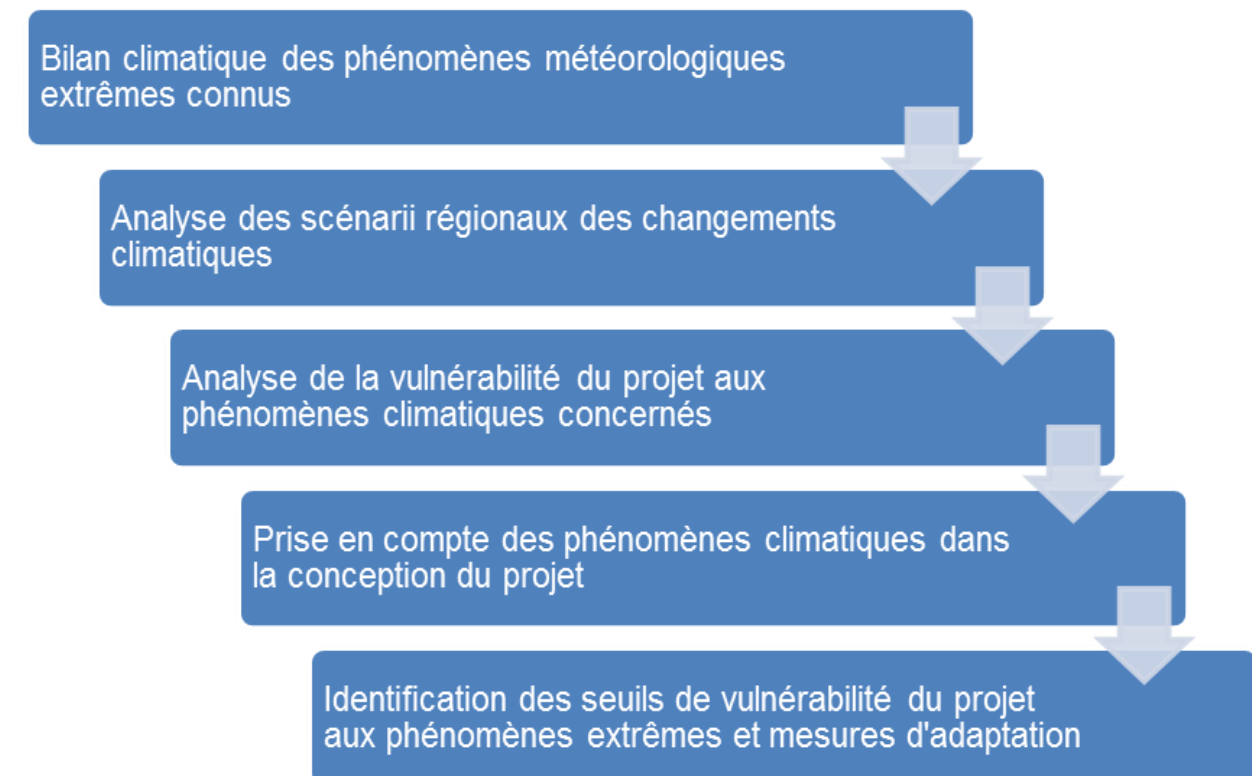 Bilan climatique des phénomènes météorologiques
extrêmes connus
Analyse des scénarii régionaux des changements
climatiques
Analyse de la vulnérabilité du projet aux
phénomènes climatiques concernés
Prise en compte des phénomènes climatiques dans
la conception du projet
Identification des seuils de vulnérabilité du projet
aux phénomènes extrêmes et mesures d'adaptation